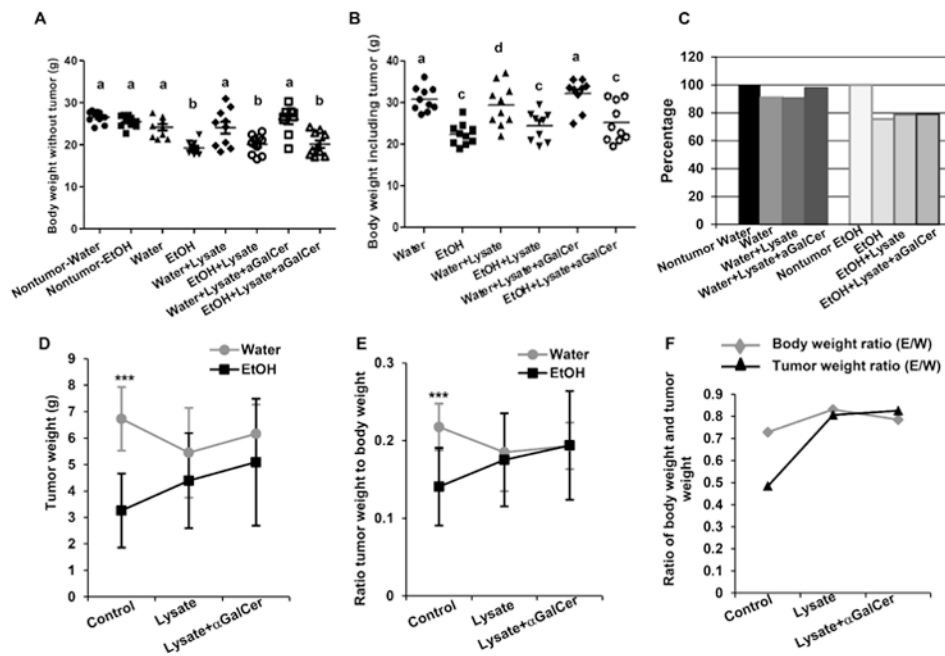 A
Body weight without tumor (g)
40
30
20
10
0
a
a
a
b
a
b
a
b
Nontumor-Water
Nontumor-EtOH
Water
EtOH
Water+Lysate
EtOH+Lysate
Water+Lysate+aGalCer
EtOH+Lysate+aGalCer
B
Body weight including tumor (g)
40
30
20
10
0
a
c
d
c
a
c
Water
EtOH
Water+Lysate
EtOH+Lysate
Water+Lysate+aGalCer
EtOH+Lysate+aGalCer
C
Percentage
120
100
80
60
40
20
0
Nontumor Water
Water
Water+Lysate
Water+Lysate+aGalCer
Nontumor EtOH
EtOH
EtOH+Lysate
EtOH+Lysate+aGalCer
D
Water
EtOH
Tumor weight (g)
9
8
7
6
5
4
3
2
1
0
***
Control
Lysate
Lysate+αGalCer
E
Water
EtOH
Ratio tumor weight to body weight
0.3
0.2
0.1
0
***
Control
Lysate
Lysate+αGalCer
F
Body weight ratio (E/W)
Tumor weight ratio (E/W)
Ratio of body weight and tumor
weight
0.9
0.8
0.7
0.6
0.5
0.4
0.3
0.2
0.1
0
Control
Lysate
Lysate+αGalCer